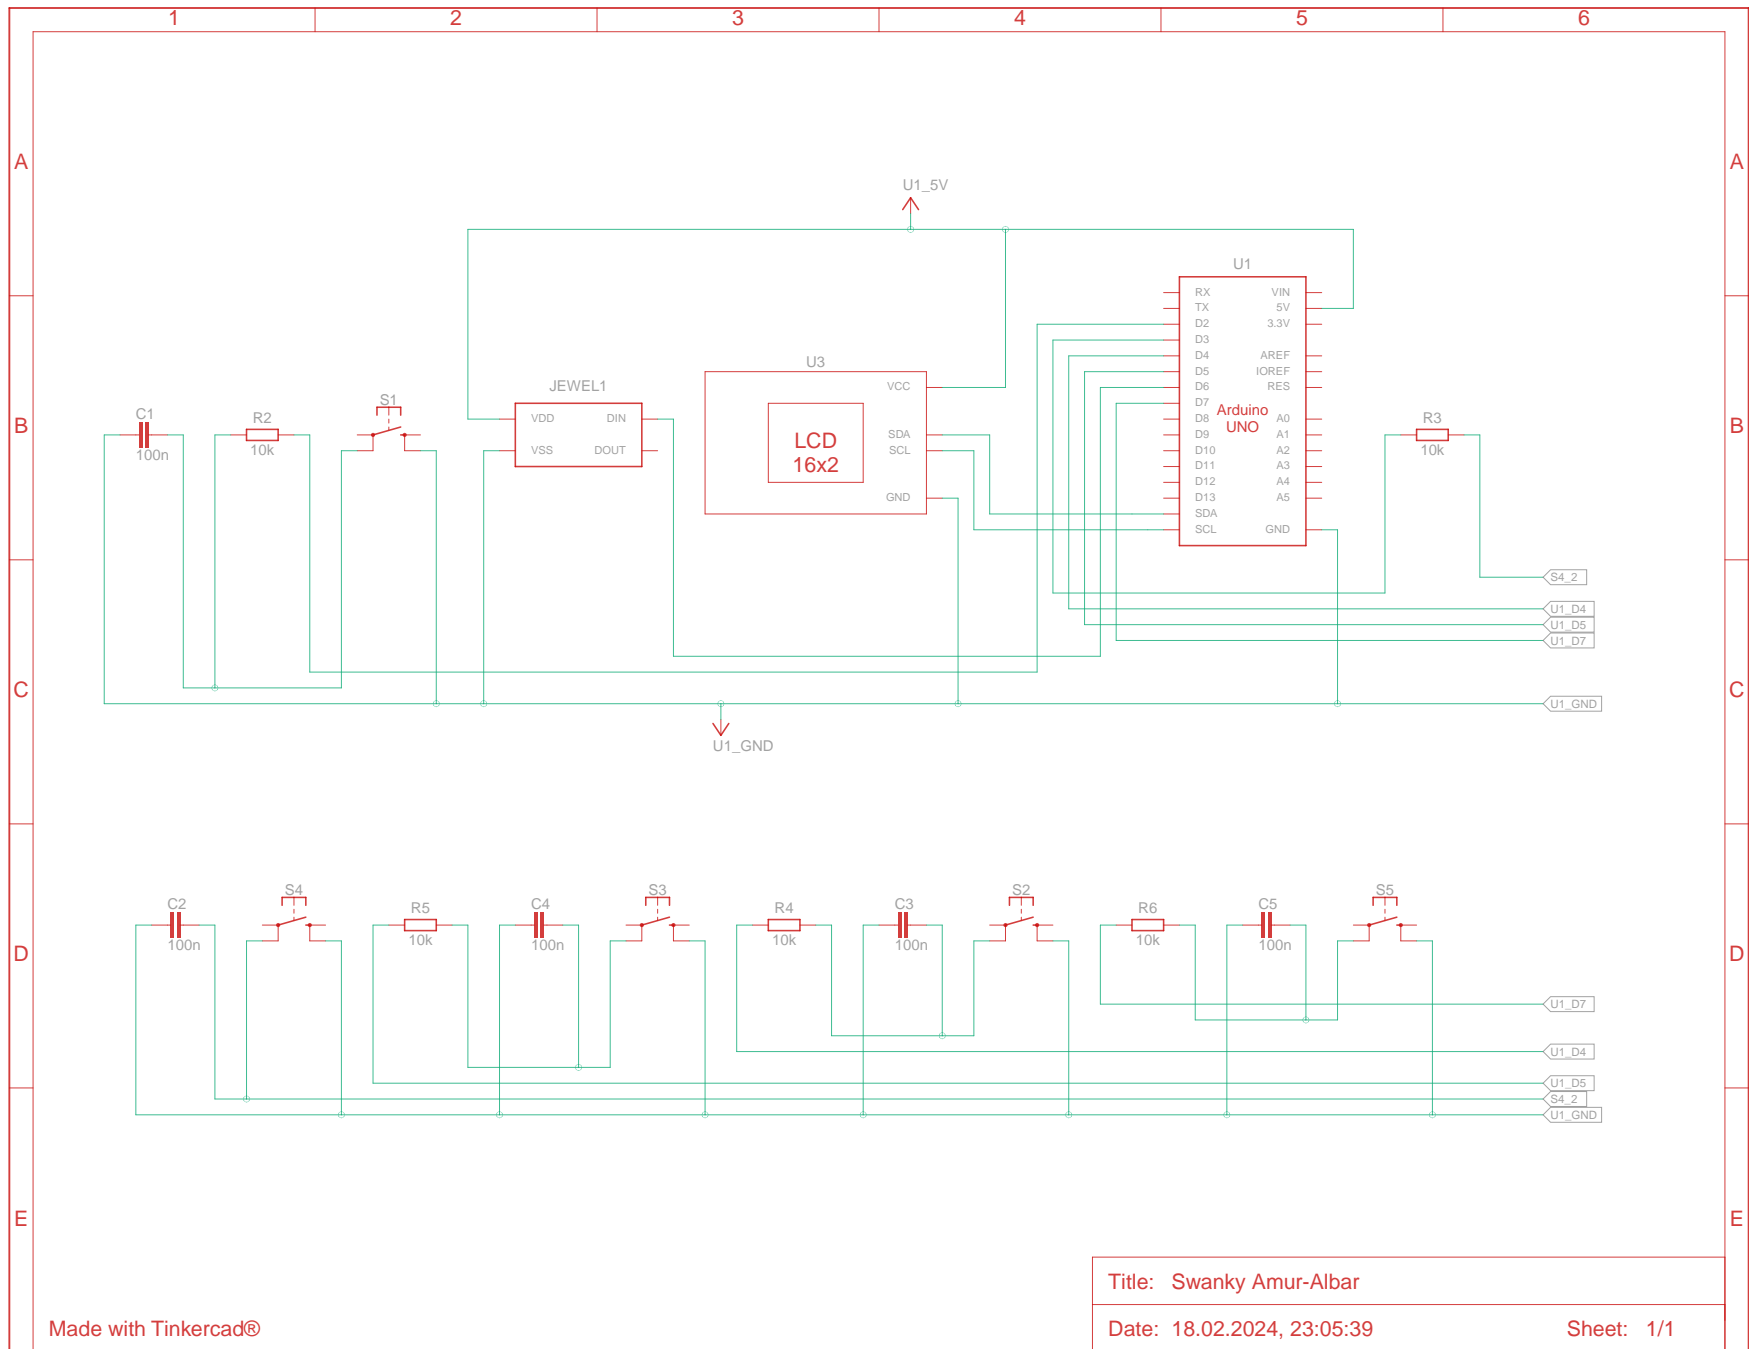 1 2 3 4 5 6
A A
U1_5V
U1
RX VIN
TX 5V
D2 3.3V
D3
D4 AREF
D5 IOREF
D6 RES
D7
D8 A0
D9 A1
D10 A2
D11 A3
D12 A4
D13 A5
SDA
SCL GND
Arduino
UNO
U3
VCC
SDA
SCL
GND
LCD
16x2
JEWEL1
VDD DIN
VSS DOUT
B B
C1
100n
R2
10k
S1
R3
10k
S4_2
U1_D4
U1_D5
U1_D7
C C
U1_GND
U1_GND
D D
C2
100n
S4
R5
10k
C4
100n
S3
R4
10k
C3
100n
S2
R6
10k
C5
100n
S5
U1_D7
U1_D4
U1_D5
S4_2
U1_GND
E E
Title: Swanky Amur-Albar
Made with Tinkercad®
Date: 18.02.2024, 23:05:39 Sheet: 1/1